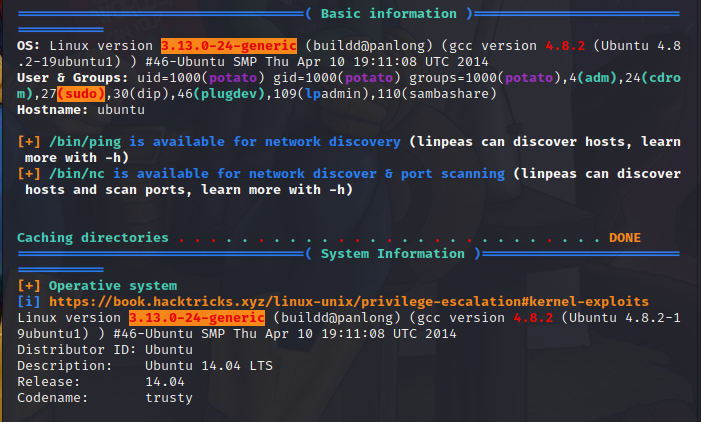 ════════════════════════════════════( Basic information )════════════════════════════════════
OS: Linux version 3.13.0-24-generic (buildd@panlong) (gcc version 4.8.2 (Ubuntu 4.8
.2-19ubuntu1) ) #46-Ubuntu SMP Thu Apr 10 19:11:08 UTC 2014
User & Groups: uid=1000(potato) gid=1000(potato) groups=1000(potato),4(adm),24(cdro
m),27(sudo),30(dip),46(plugdev),109(lpadmin),110(sambashare)
Hostname: ubuntu
[+] /bin/ping is available for network discovery (linpeas can discover hosts, learn
more with -h)
[+] /bin/nc is available for network discover & port scanning (linpeas can discover
hosts and scan ports, learn more with -h)
Caching directories . . . . . . . . . . . . . . . . . . . . . . . . . . . DONE
════════════════════════════════════( System Information )════════════════════════════════════
[+] Operative system
[i] https://book.hacktricks.xyz/linux-unix/privilege-escalation#kernel-exploits
Linux version 3.13.0-24-generic (buildd@panlong) (gcc version 4.8.2 (Ubuntu 4.8.2-1
9ubuntu1) ) #46-Ubuntu SMP Thu Apr 10 19:11:08 UTC 2014
Distributor ID: Ubuntu
Description:    Ubuntu 14.04 LTS
Release:        14.04
Codename:       trusty